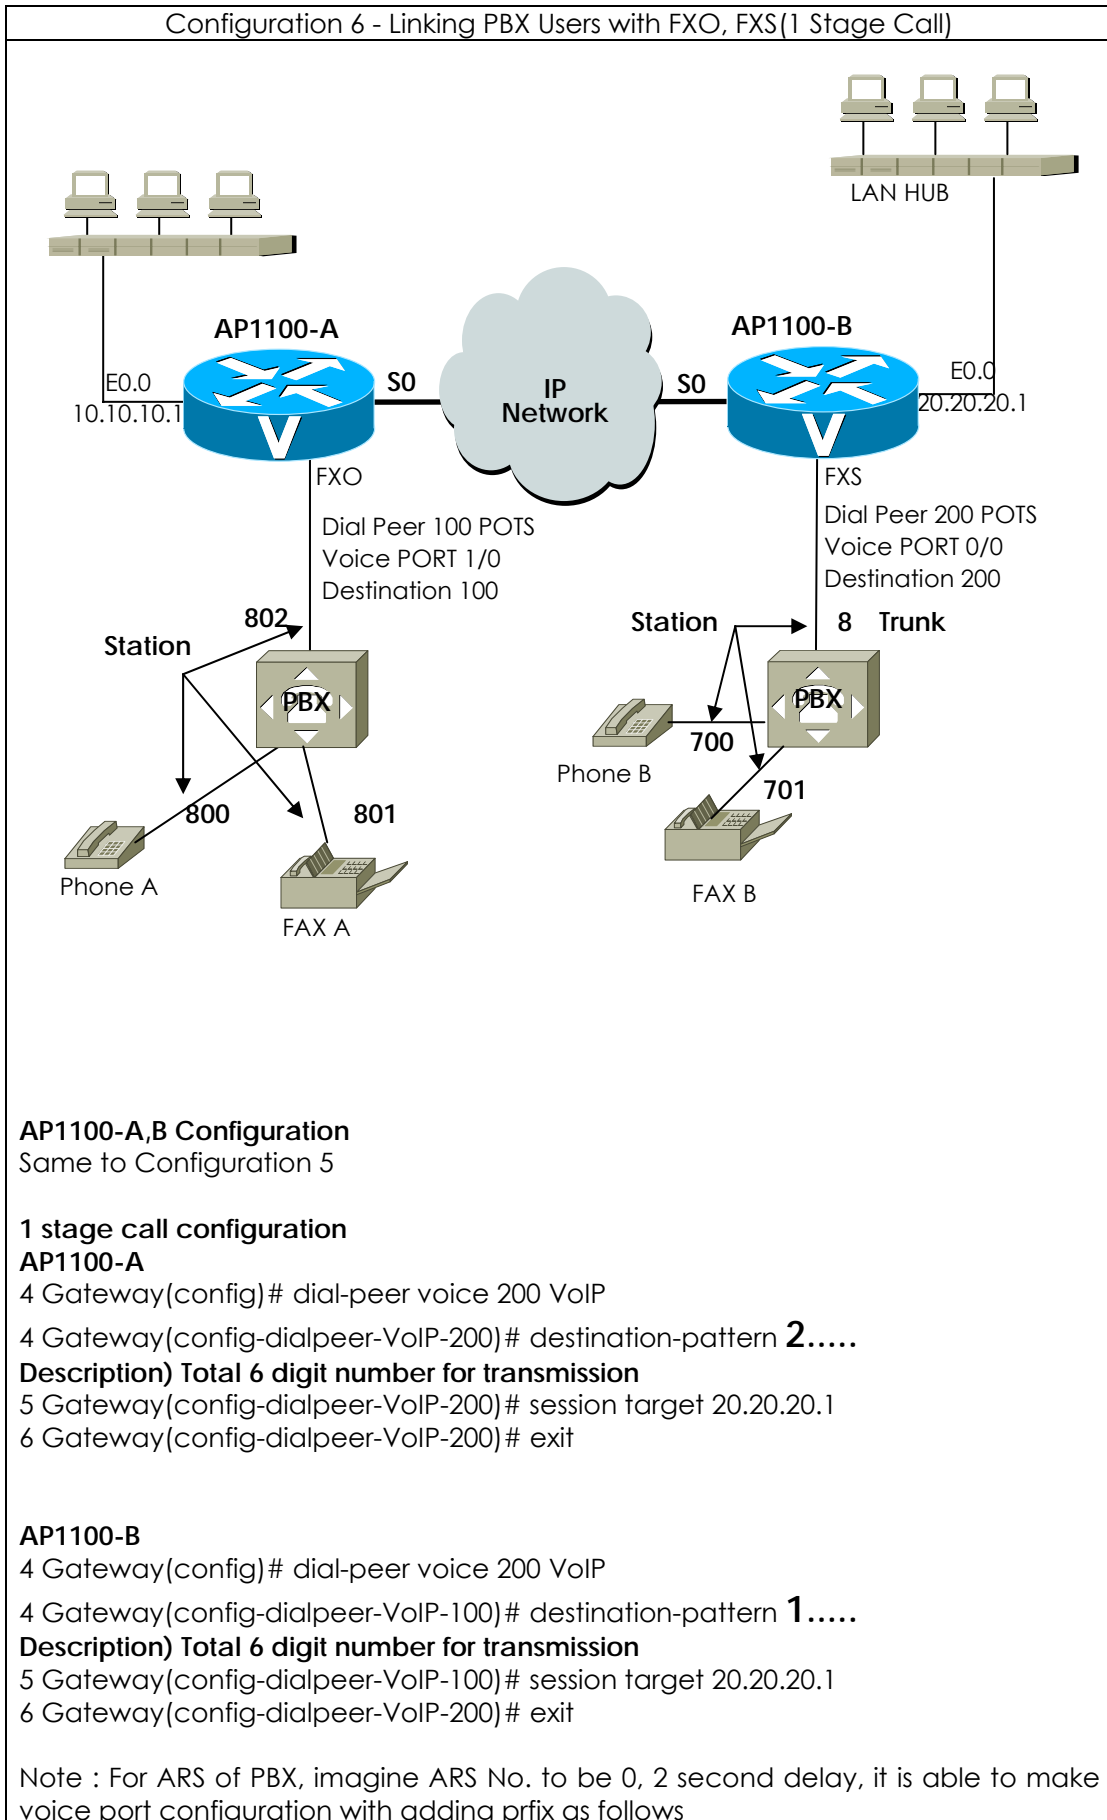 Configuration 6 - Linking PBX Users with FXO, FXS(1 Stage Call)
LAN HUB
AP1100-A
AP1100-B
E0.0
10.10.10.1
S0
IP
Network
S0
E0.0
20.20.20.1
FXO
FXS
Dial Peer 100 POTS
Voice PORT 1/0
Destination 100
Dial Peer 200 POTS
Voice PORT 0/0
Destination 200
802
Station
PBX
Station
8 Trunk
PBX
700
Phone B
701
800
801
Phone A
FAX A
FAX B
AP1100-A,B Configuration
Same to Configuration 5
1 stage call configuration
AP1100-A
4 Gateway(config)# dial-peer voice 200 VoIP
4 Gateway(config-dialpeer-VoIP-200)# destination-pattern 2.....
Description) Total 6 digit number for transmission
5 Gateway(config-dialpeer-VoIP-200)# session target 20.20.20.1
6 Gateway(config-dialpeer-VoIP-200)# exit
AP1100-B
4 Gateway(config)# dial-peer voice 200 VoIP
4 Gateway(config-dialpeer-VoIP-100)# destination-pattern 1.....
Description) Total 6 digit number for transmission
5 Gateway(config-dialpeer-VoIP-100)# session target 20.20.20.1
6 Gateway(config-dialpeer-VoIP-200)# exit
Note : For ARS of PBX, imagine ARS No. to be 0, 2 second delay, it is able to make
voice port configuration with adding prfix as follows